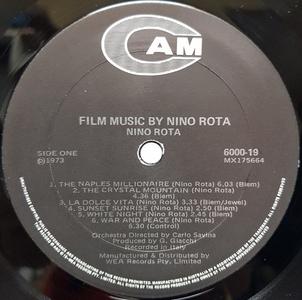 CAM
FILM MUSIC BY NINO ROTA
NINO ROTA
SIDE ONE
℗1973
6000-19
MX175664
1. THE NAPLES MILLIONAIRE (Nino Rota) 6.03 (Biem)
2. THE CRYSTAL MOUNTAIN (Nino Rota)
4.36 (Biem)
3. LA DOLCE VITA (Nino Rota) 3.33 (Biem/Jewel)
4. SUNSET SUNRISE (Nino Rota) 2.50 (Biem)
5. WHITE NIGHT (Nino Rota) 2.45 (Biem)
6. WAR AND PEACE (Nino Rota)
6.30 (Control)
Orchestra Directed by Carlo Savina
Produced by G. Giacchi
Recorded in Italy
Manufactured & Distributed by
WEA Records Pty. Limited